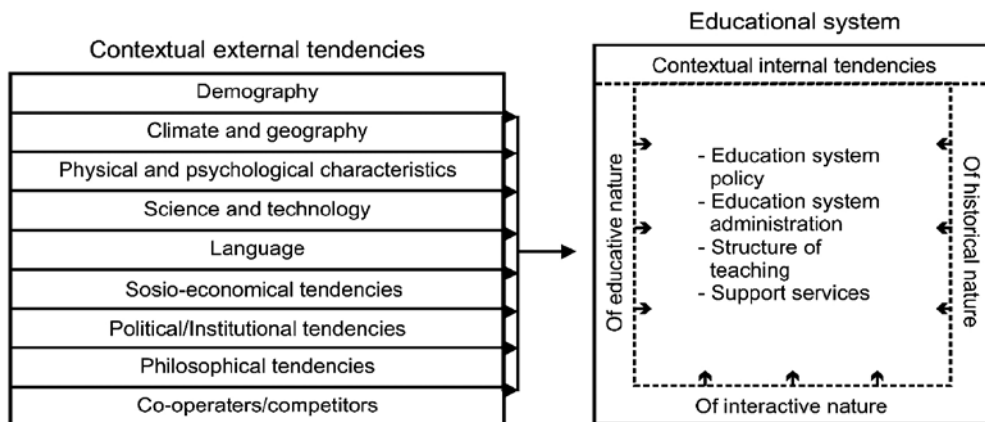 Contextual external tendencies
Demography
Climate and geography
Physical and psychological characteristics
Science and technology
Language
Sosio-economical tendencies
Political/Institutional tendencies
Philosophical tendencies
Co-operaters/competitors
Educational system
Contextual internal tendencies
Of educative nature
- Education system
policy
- Education system
administration
- Structure of
teaching
- Support services
Of historical nature
Of interactive nature